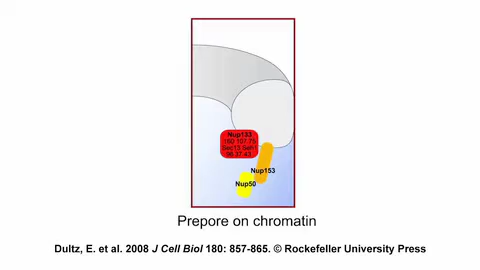 Nup133
160 107 75
Sec13 Seh1
96 37 43
Nup153
Nup50
Prepore on chromatin
Dultz, E. et al. 2008 J Cell Biol 180: 857-865. © Rockefeller University Press